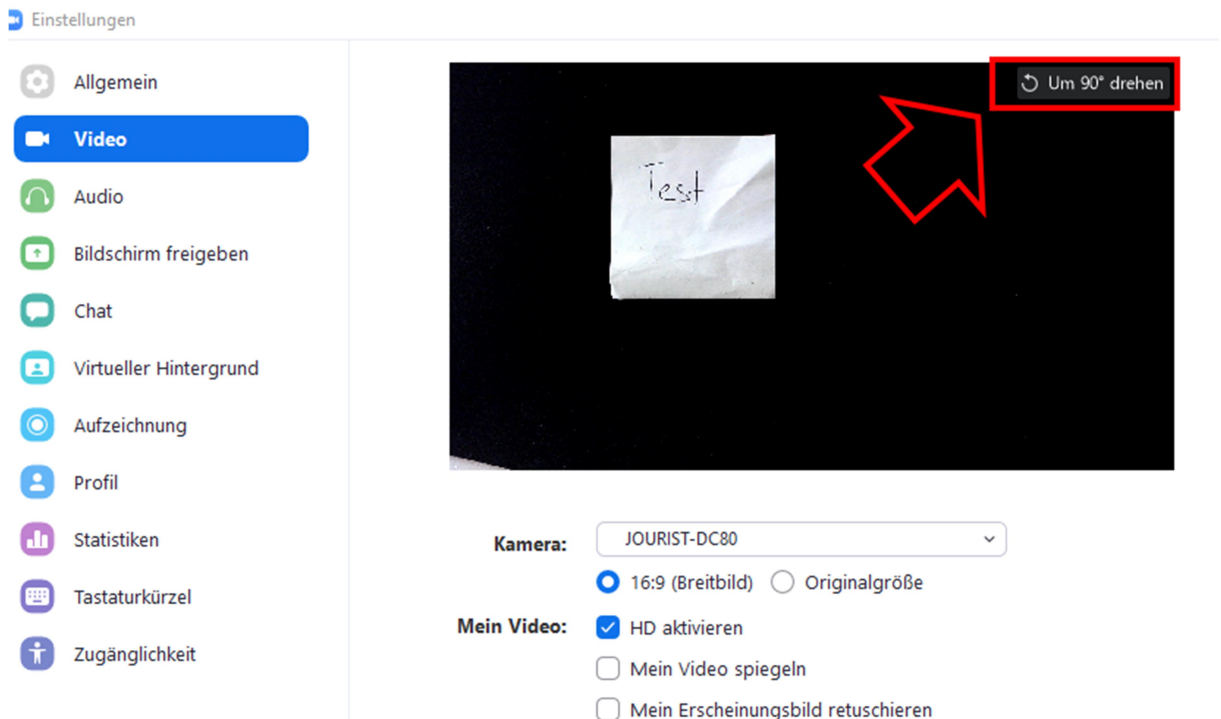 Einstellungen
Allgemein
Video
Audio
Bildschirm freigeben
Chat
Virtueller Hintergrund
Aufzeichnung
Profil
Statistiken
Tastaturkürzel
Zugänglichkeit
Um 90° drehen
Test
Kamera:
JOURIST-DC80
16:9 (Breitbild) Originalgröße
Mein Video:
HD aktivieren
Mein Video spiegeln
Mein Erscheinungsbild retuschieren